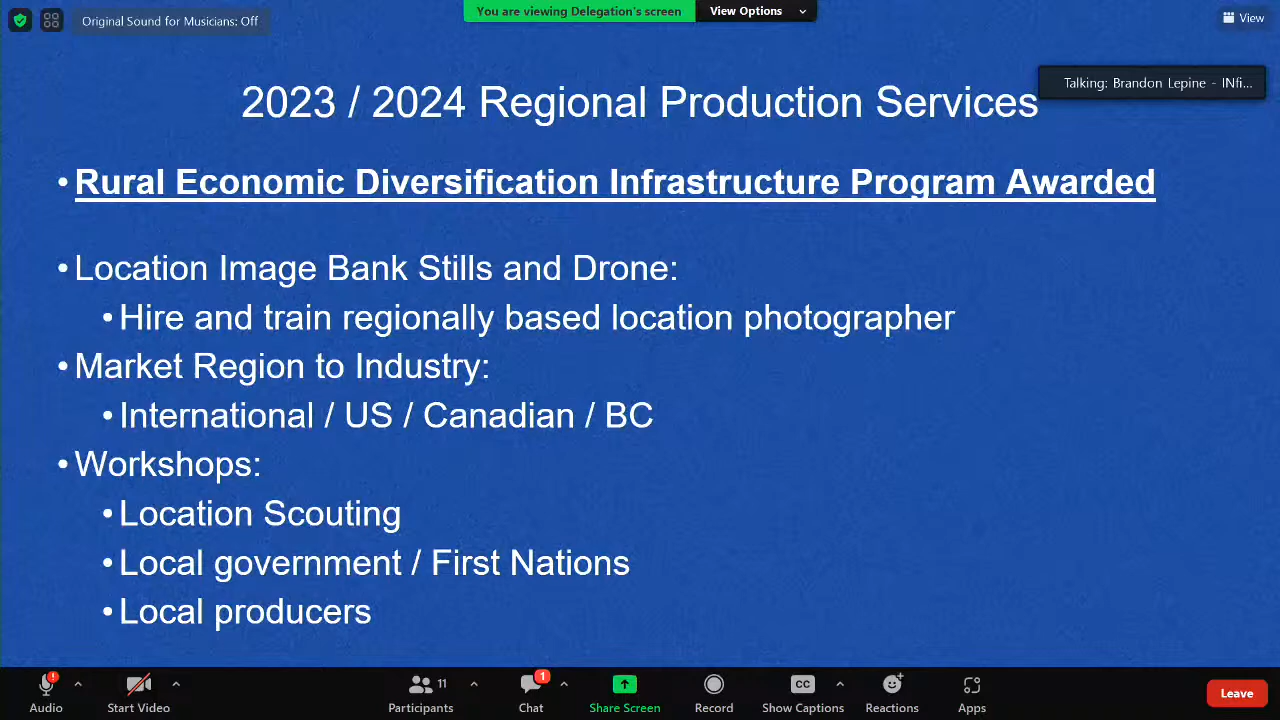 Original Sound for Musicians: Off
You are viewing Delegation's screen
View Options
View
Talking: Brandon Lepine - INfi...
2023 / 2024 Regional Production Services
•Rural Economic Diversification Infrastructure Program Awarded
•Location Image Bank Stills and Drone:
•Hire and train regionally based location photographer
•Market Region to Industry:
•International / US / Canadian / BC
•Workshops:
•Location Scouting
•Local government / First Nations
•Local producers
Audio
Start Video
11
Participants
1
Chat
Share Screen
Record
CC
Show Captions
Reactions
Apps
Leave